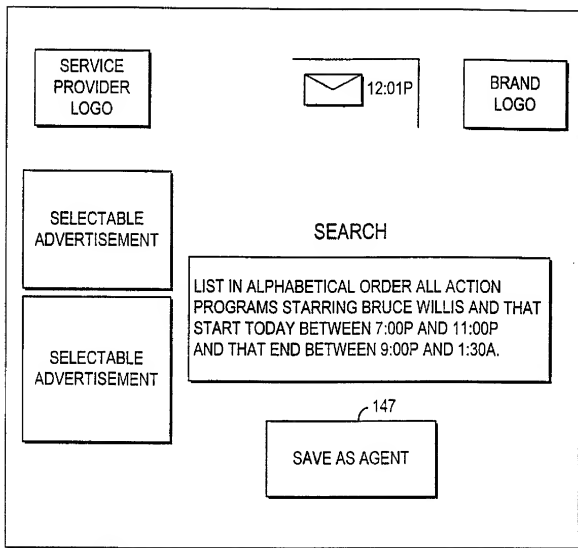 SERVICE
PROVIDER
LOGO
12:01P
BRAND
LOGO
SELECTABLE
ADVERTISEMENT
SEARCH
LIST IN ALPHABETICAL ORDER ALL ACTION
PROGRAMS STARRING BRUCE WILLIS AND THAT
START TODAY BETWEEN 7:00P AND 11:00P
AND THAT END BETWEEN 9:00P AND 1:30A.
SELECTABLE
ADVERTISEMENT
147
SAVE AS AGENT